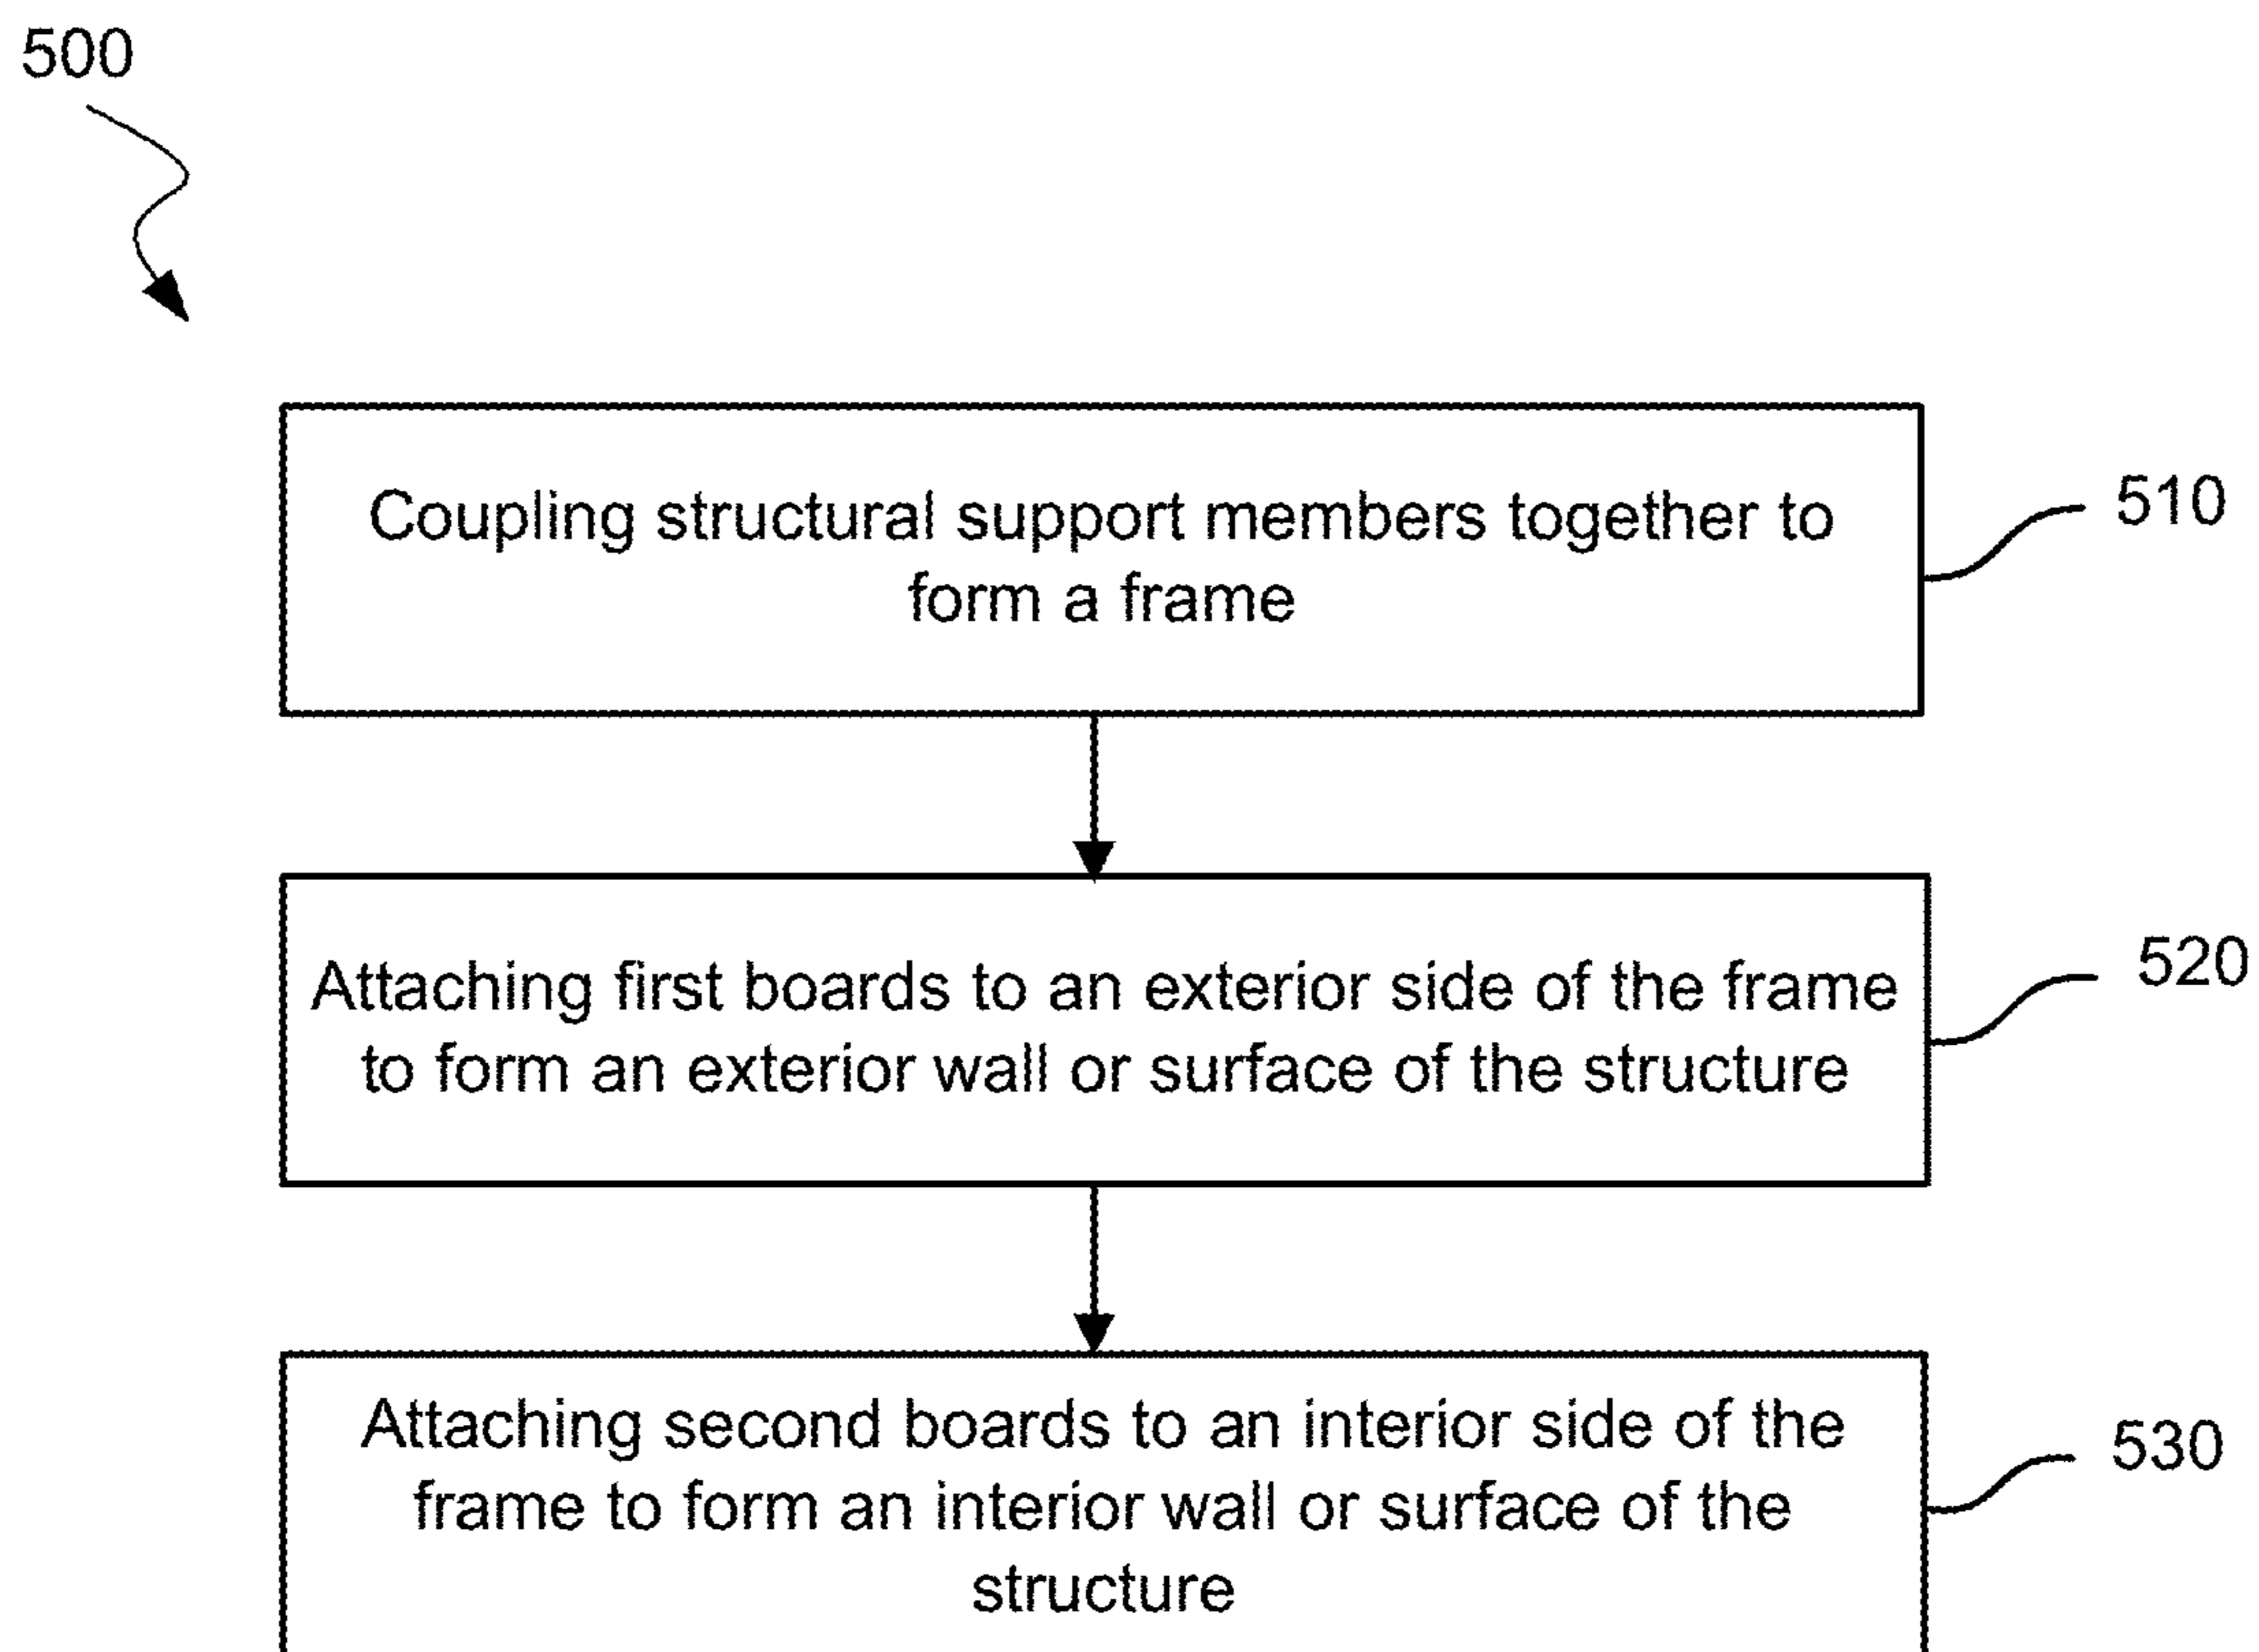 500
Coupling structural support members together to
form a frame
510
Attaching first boards to an exterior side of the frame
to form an exterior wall or surface of the structure
520
Attaching second boards to an interior side of the
frame to form an interior wall or surface of the
structure
530